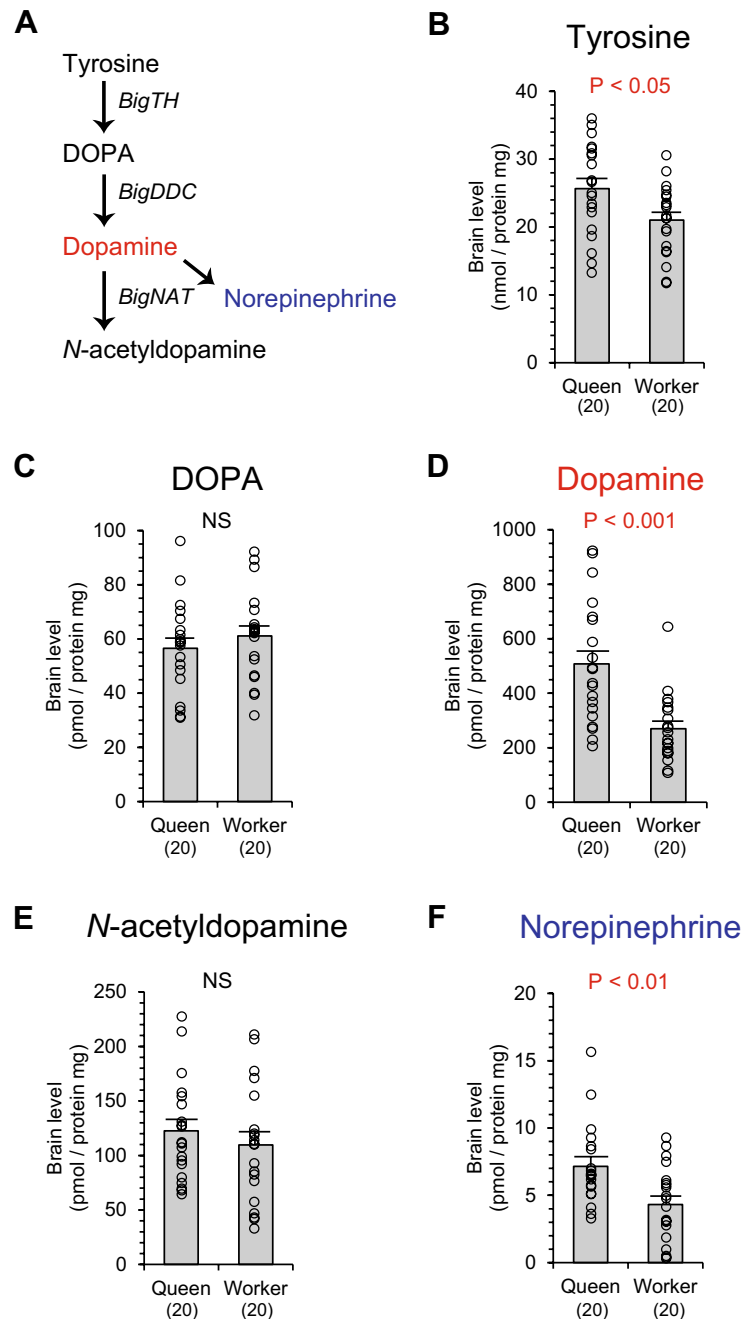 A
Tyrosine
BigTH
DOPA
BigDDC
Dopamine
BigNAT
Norepinephrine
N-acetyldopamine
B
Tyrosine
P < 0.05
Brain level
(nmol / protein mg)
40
30
20
10
0
Queen
(20)
Worker
(20)
C
DOPA
NS
Brain level
(pmol / protein mg)
100
80
60
40
20
0
Queen
(20)
Worker
(20)
D
Dopamine
P < 0.001
Brain level
(pmol / protein mg)
1000
800
600
400
200
0
Queen
(20)
Worker
(20)
E
N-acetyldopamine
NS
Brain level
(pmol / protein mg)
250
200
150
100
50
0
Queen
(20)
Worker
(20)
F
Norepinephrine
P < 0.01
Brain level
(pmol / protein mg)
20
15
10
5
0
Queen
(20)
Worker
(20)